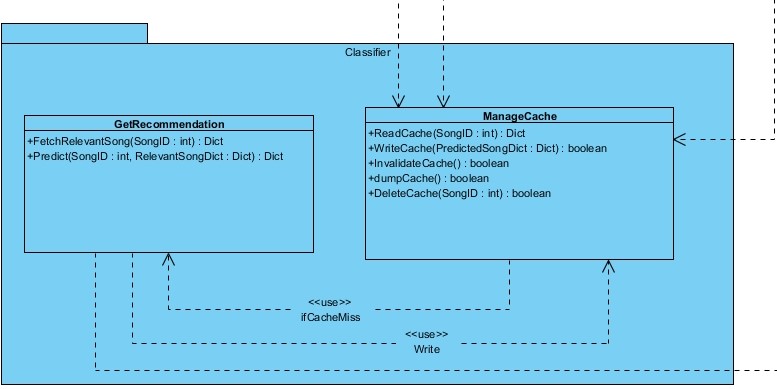 Classifier
GetRecommendation
+FetchRelevantSong(SongID : int) : Dict
+Predict(SongID : int, RelevantSongDict : Dict) : Dict
ManageCache
+ReadCache(SongID : int) : Dict
+WriteCache(PredictedSongDict : Dict) : boolean
+InvalidateCache() : boolean
+dumpCache() : boolean
+DeleteCache(SongID : int) : boolean
<<use>>
ifCacheMiss
<<use>>
Write